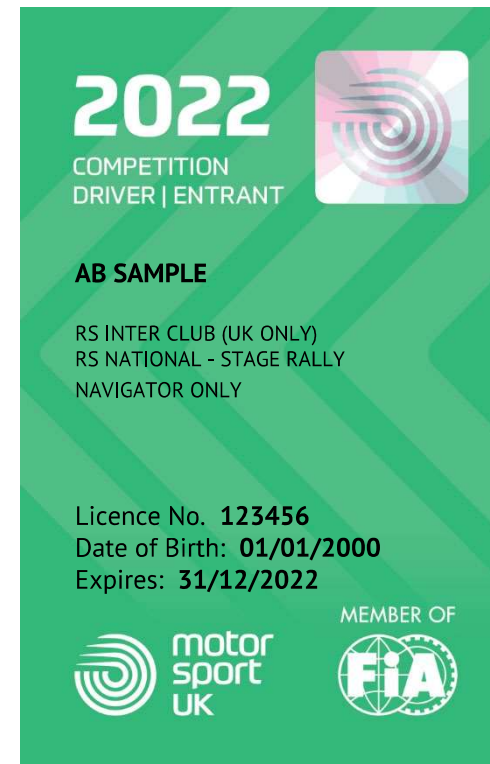 2022
COMPETITION
DRIVER | ENTRANT
AB SAMPLE
RS INTER CLUB (UK ONLY)
RS NATIONAL - STAGE RALLY
NAVIGATOR ONLY
Licence No. 123456
Date of Birth: 01/01/2000
Expires: 31/12/2022
MEMBER OF
motor
sport
UK
FiA